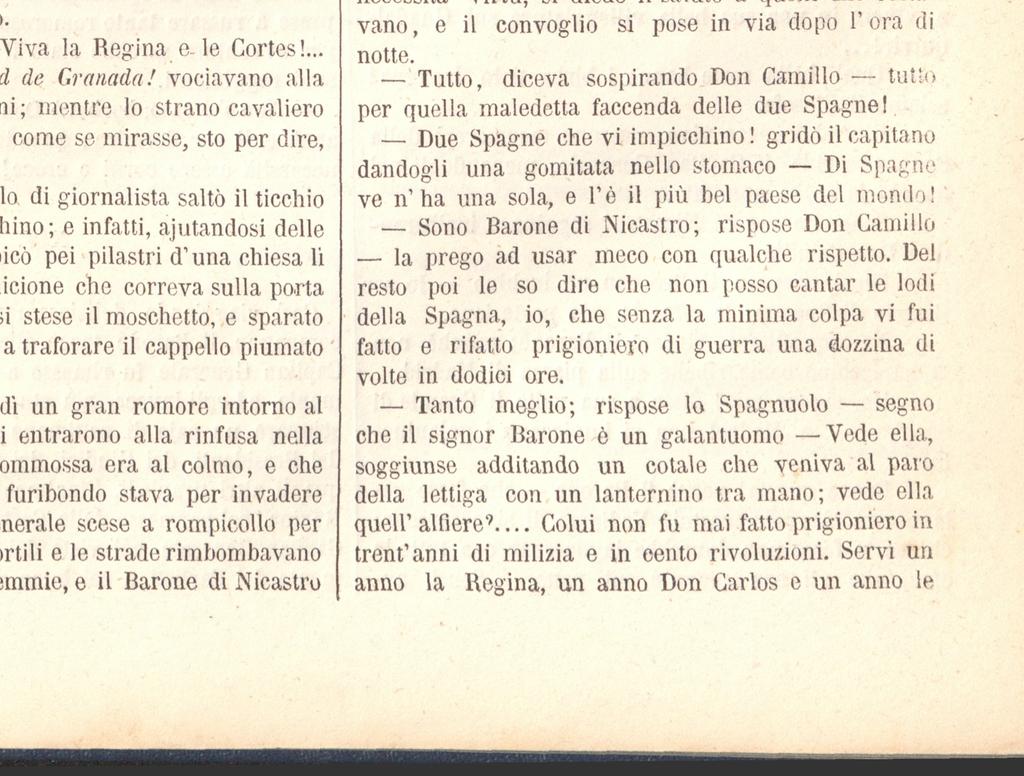 Viva la Regina e le Cortes!...
d de Granada! vociavano alla
ni; mentre lo strano cavaliero
come se mirasse, sto per dire,
lo di giornalista saltò il ticchio
hino; e infatti, ajutandosi delle
icò pei pilastri d'una chiesa lì
icione che correva sulla porta
si stese il moschetto, e sparato
a traforare il cappello piumato
di un gran romore intorno al
i entrarono alla rinfusa nella
ommossa era al colmo, e che
furibondo stava per invadere
nerale scese a rompicollo per
ortili e le strade rimbombavano
emmie, e il Barone di Nicastro
vano, e il convoglio si pose in via dopo l'ora di
notte.
— Tutto, diceva sospirando Don Camillo — tutto
per quella maledetta faccenda delle due Spagne!
— Due Spagne che vi impicchino! gridò il capitano
dandogli una gomitata nello stomaco — Di Spagne
ve n'ha una sola, e l'è il più bel paese del mondo!
— Sono Barone di Nicastro; rispose Don Camillo
— la prego ad usar meco con qualche rispetto. Del
resto poi le so dire che non posso cantar le lodi
della Spagna, io, che senza la minima colpa vi fui
fatto e rifatto prigioniero di guerra una dozzina di
volte in dodici ore.
— Tanto meglio; rispose lo Spagnuolo — segno
che il signor Barone è un galantuomo — Vede ella,
soggiunse additando un cotale che veniva al paro
della lettiga con un lanternino tra mano; vede ella
quell'alfiere?.... Colui non fu mai fatto prigioniero in
trent'anni di milizia e in cento rivoluzioni. Servì un
anno la Regina, un anno Don Carlos e un anno le